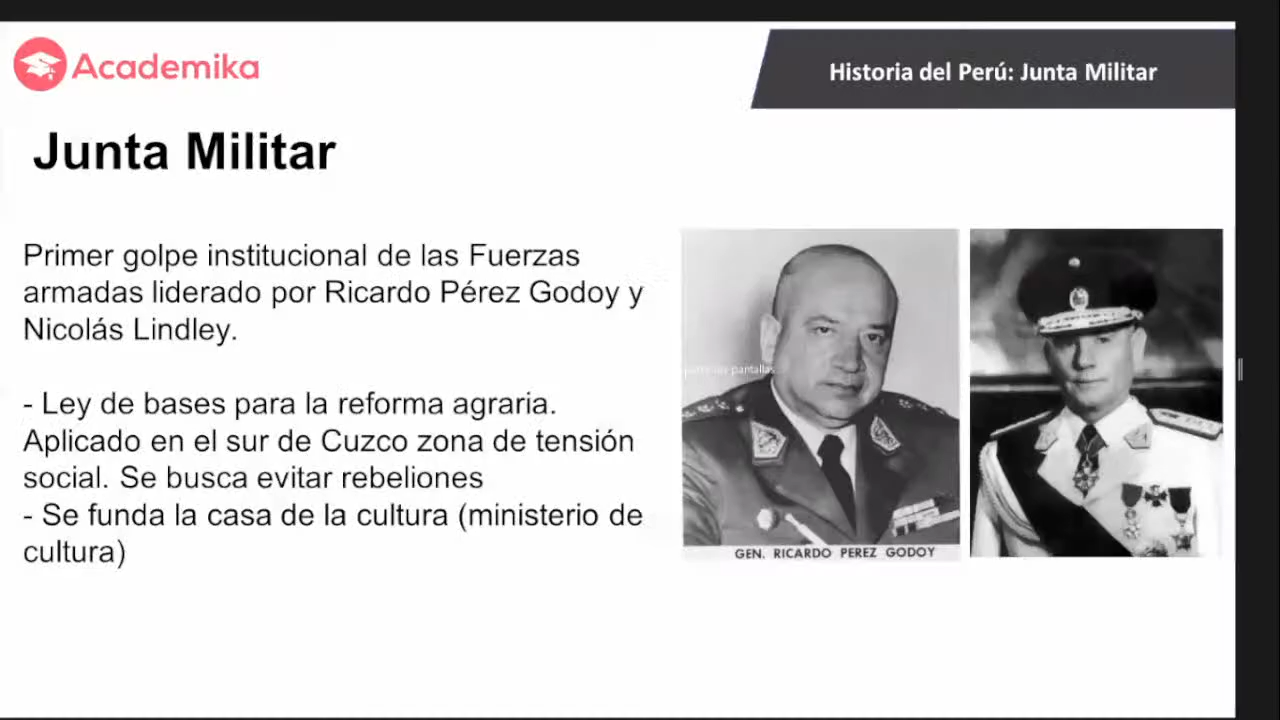 Academika
Historia del Perú: Junta Militar
Junta Militar
Primer golpe institucional de las Fuerzas
armadas liderado por Ricardo Pérez Godoy y
Nicolás Lindley.
- Ley de bases para la reforma agraria.
Aplicado en el sur de Cuzco zona de tensión
social. Se busca evitar rebeliones
- Se funda la casa de la cultura (ministerio de
cultura)
pantallas
GEN. RICARDO PEREZ GODOY